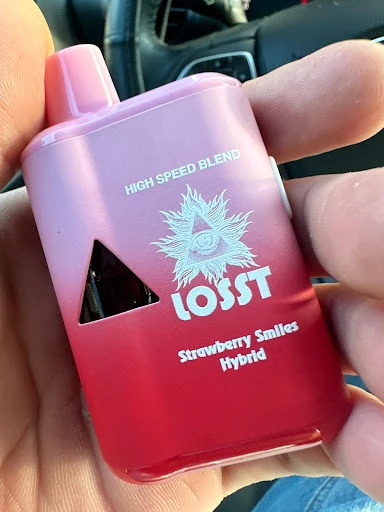 HIGH SPEED BLEND
LOSST
Strawberry Smiles
Hybrid